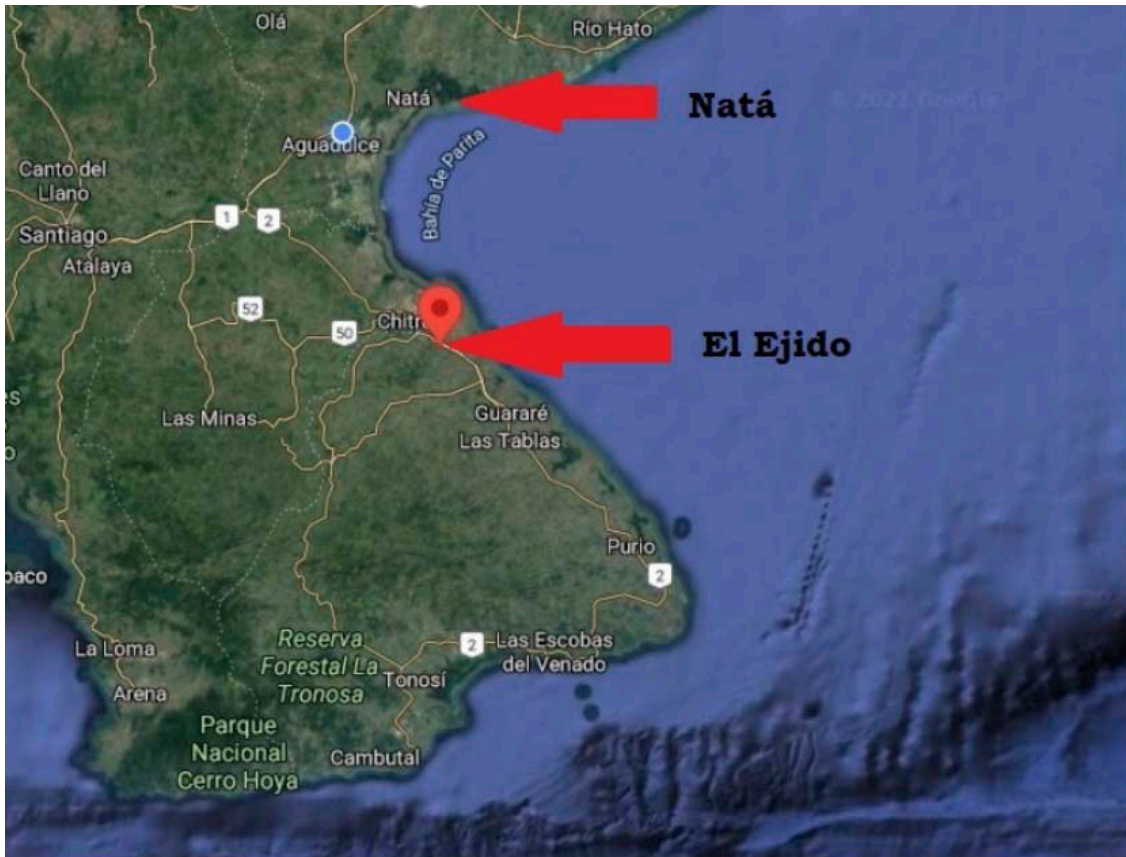 Olá
Río Hato
Natá
Natá
© 2021 Google
Aguadulce
Bahía de Parita
Canto del
Llano
1
2
Santiago
Atalaya
52
50
Chitré
El Ejido
Las Minas
Guararé
Las Tablas
Purio
2
La Loma
Reserva
Forestal La
Tronosa
2
Las Escobas
del Venado
Tonosí
Arena
Parque
Nacional
Cerro Hoya
Cambutal